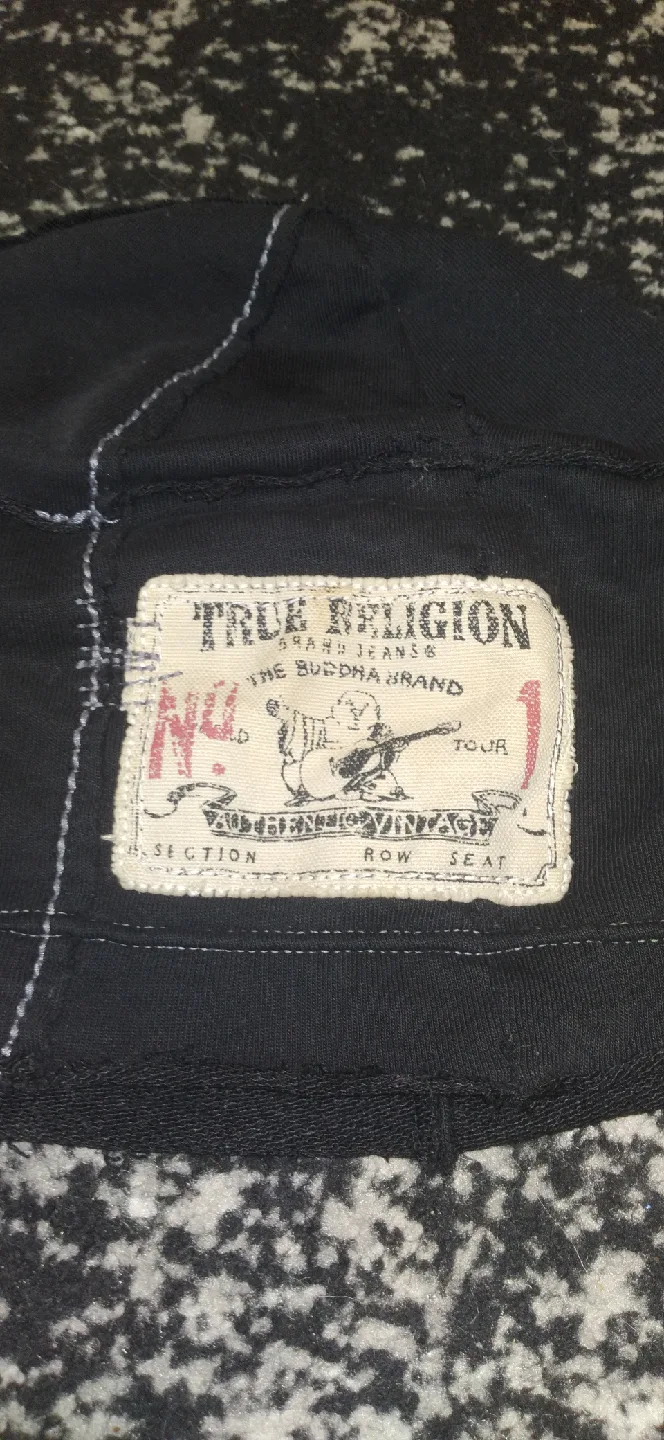 TRUE RELIGION
BRAND JEANS®
THE BUDDHA BRAND
No. 1
TOUR
AUTHENTIC VINTAGE
SECTION ROW SEAT